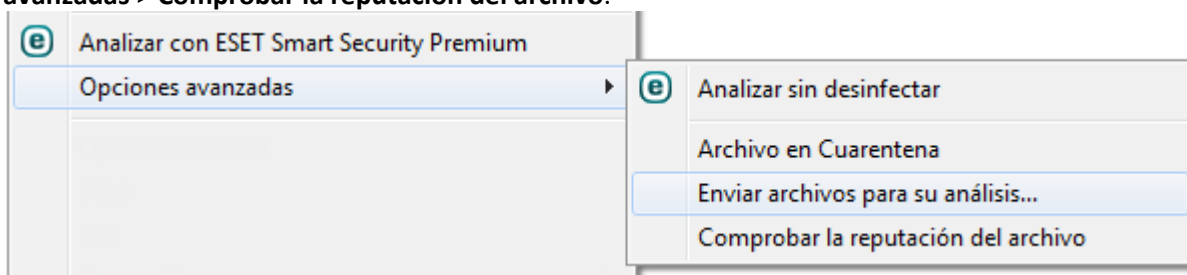 avanzadas > Comprobar la reputación del archivo.
Analizar con ESET Smart Security Premium
Opciones avanzadas
Analizar sin desinfectar
Archivo en Cuarentena
Enviar archivos para su análisis...
Comprobar la reputación del archivo